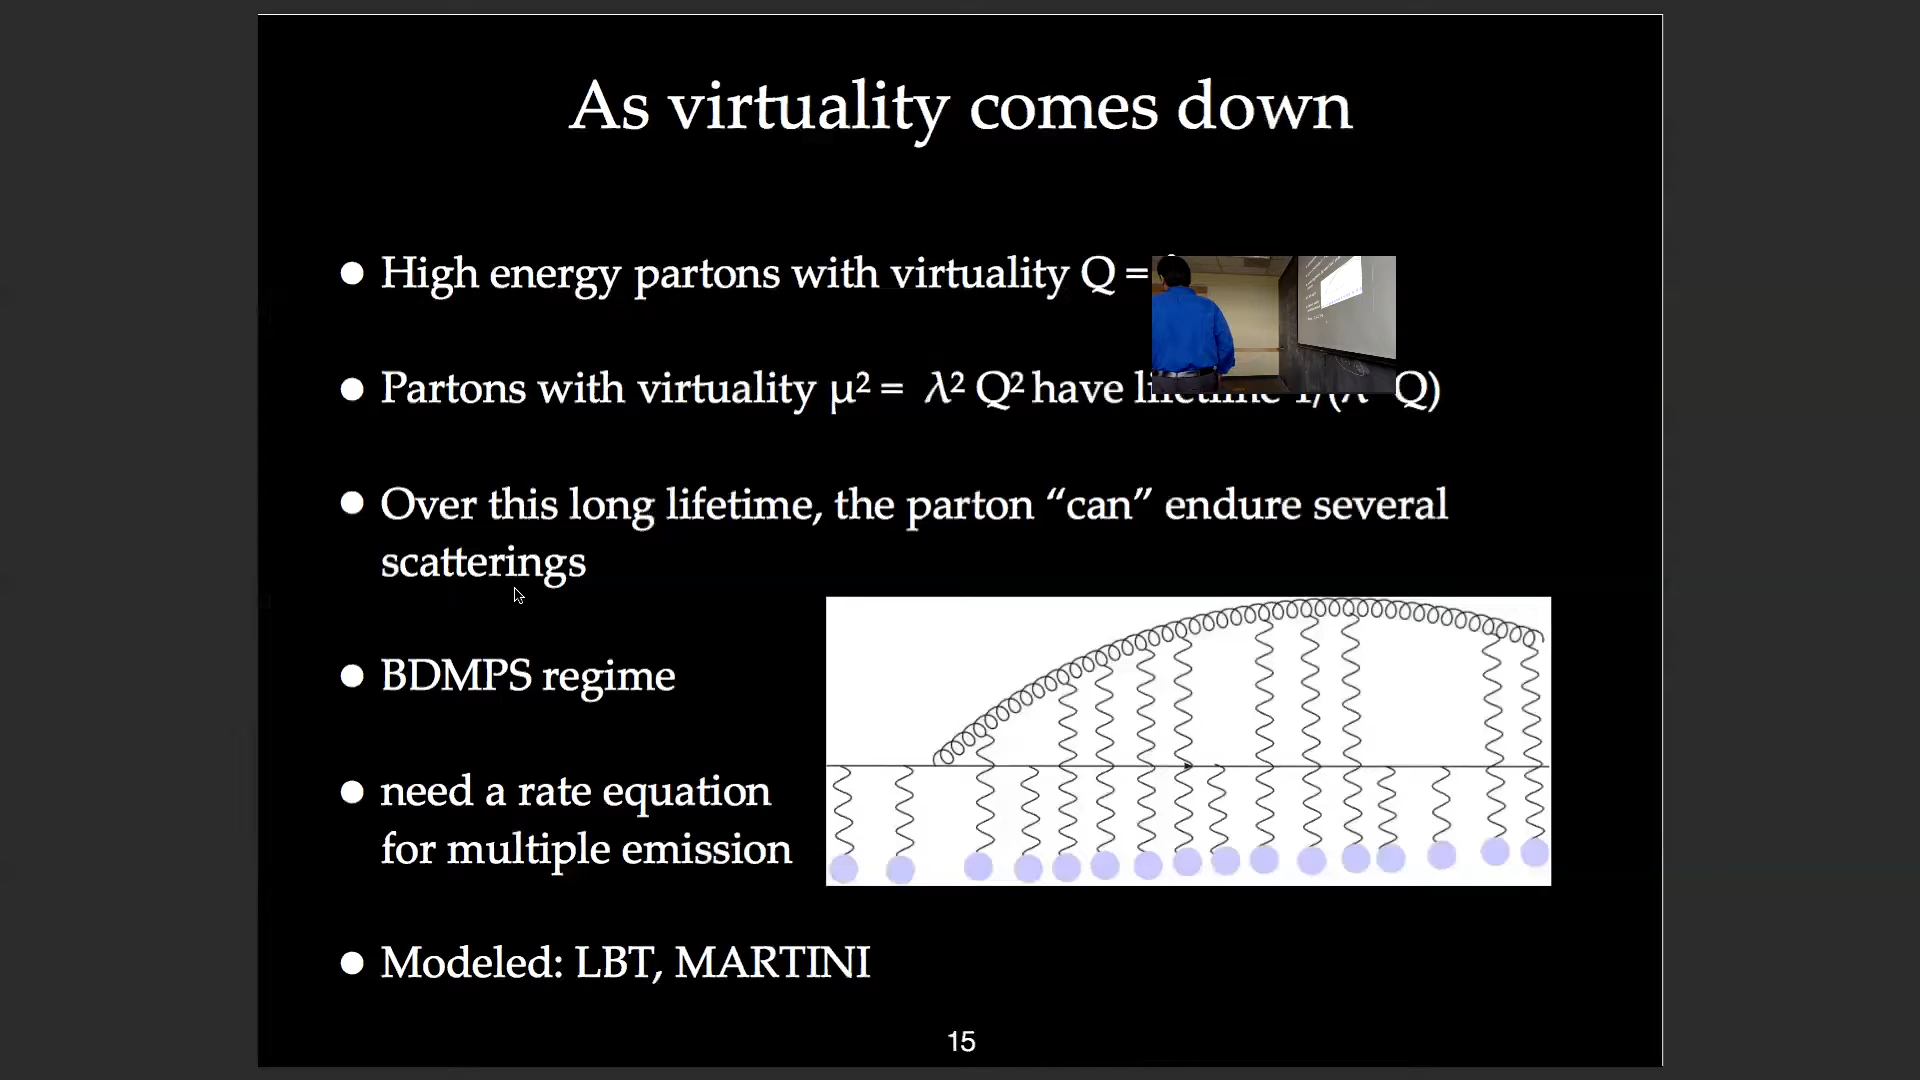 As virtuality comes down
● High energy partons with virtuality Q =
● Partons with virtuality μ² = λ² Q² have lifetime 1/(λ² Q)
● Over this long lifetime, the parton “can” endure several
scatterings
● BDMPS regime
● need a rate equation
for multiple emission
● Modeled: LBT, MARTINI
15